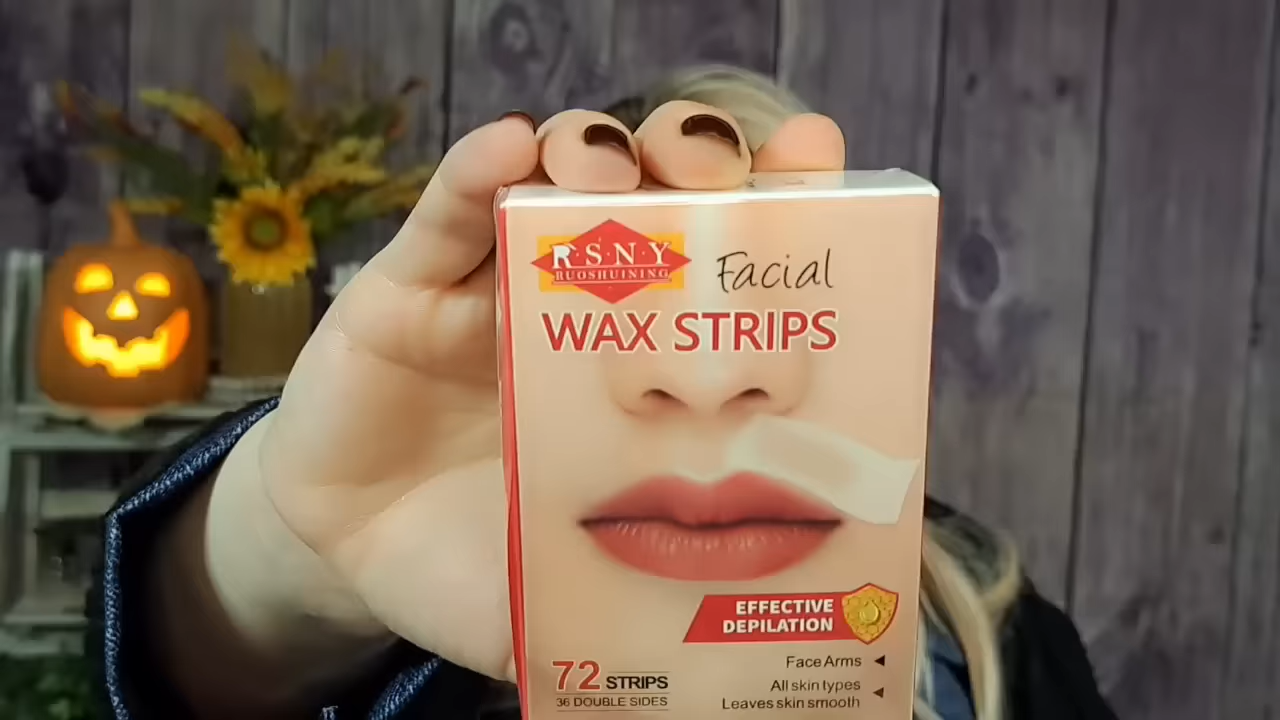 R·S·N·Y
RUOSHUINING
Facial
WAX STRIPS
EFFECTIVE
DEPILATION
72 STRIPS
36 DOUBLE SIDES
Face Arms
All skin types
Leaves skin smooth